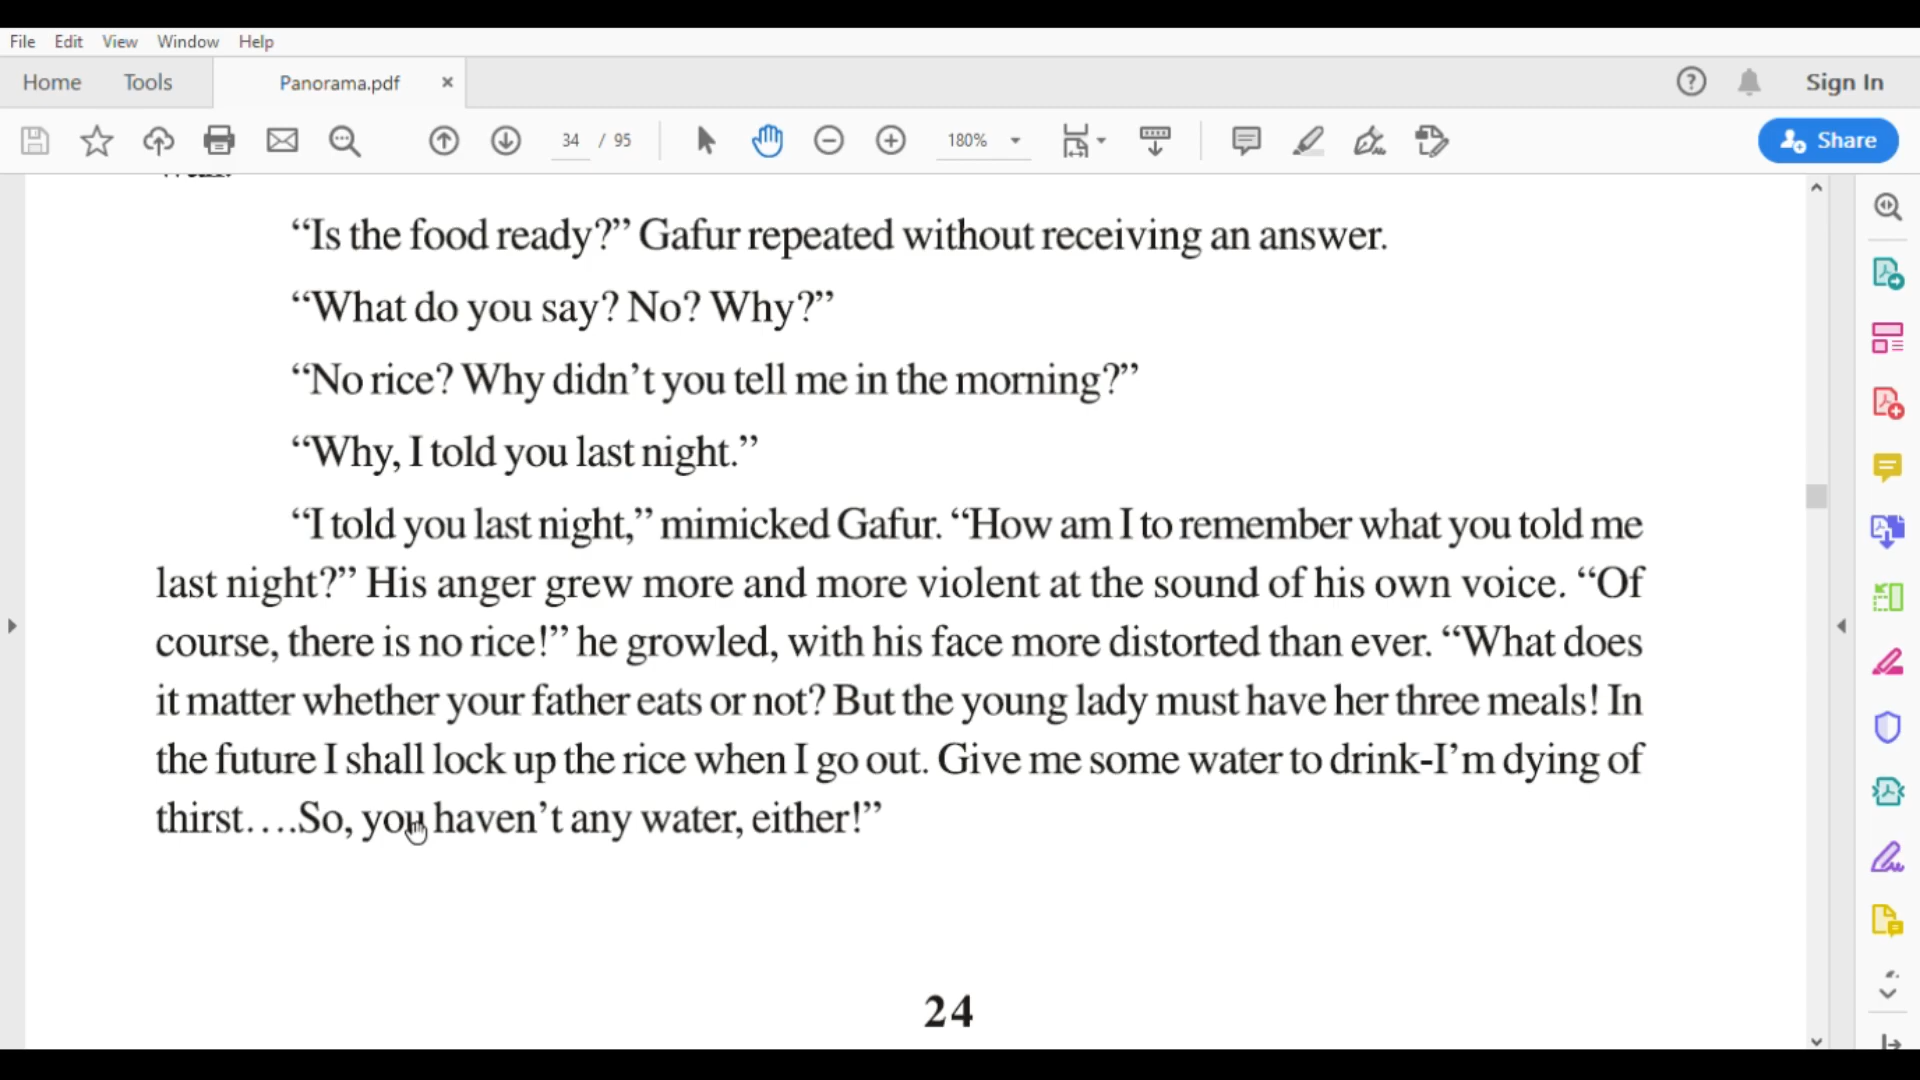 File Edit View Window Help
Home Tools Panorama.pdf × ? Sign In
34 / 95 180% Share
“Is the food ready?” Gafur repeated without receiving an answer.
“What do you say? No? Why?”
“No rice? Why didn’t you tell me in the morning?”
“Why, I told you last night.”
“I told you last night,” mimicked Gafur. “How am I to remember what you told me
last night?” His anger grew more and more violent at the sound of his own voice. “Of
course, there is no rice!” he growled, with his face more distorted than ever. “What does
it matter whether your father eats or not? But the young lady must have her three meals! In
the future I shall lock up the rice when I go out. Give me some water to drink-I’m dying of
thirst….So, you haven’t any water, either!”
24